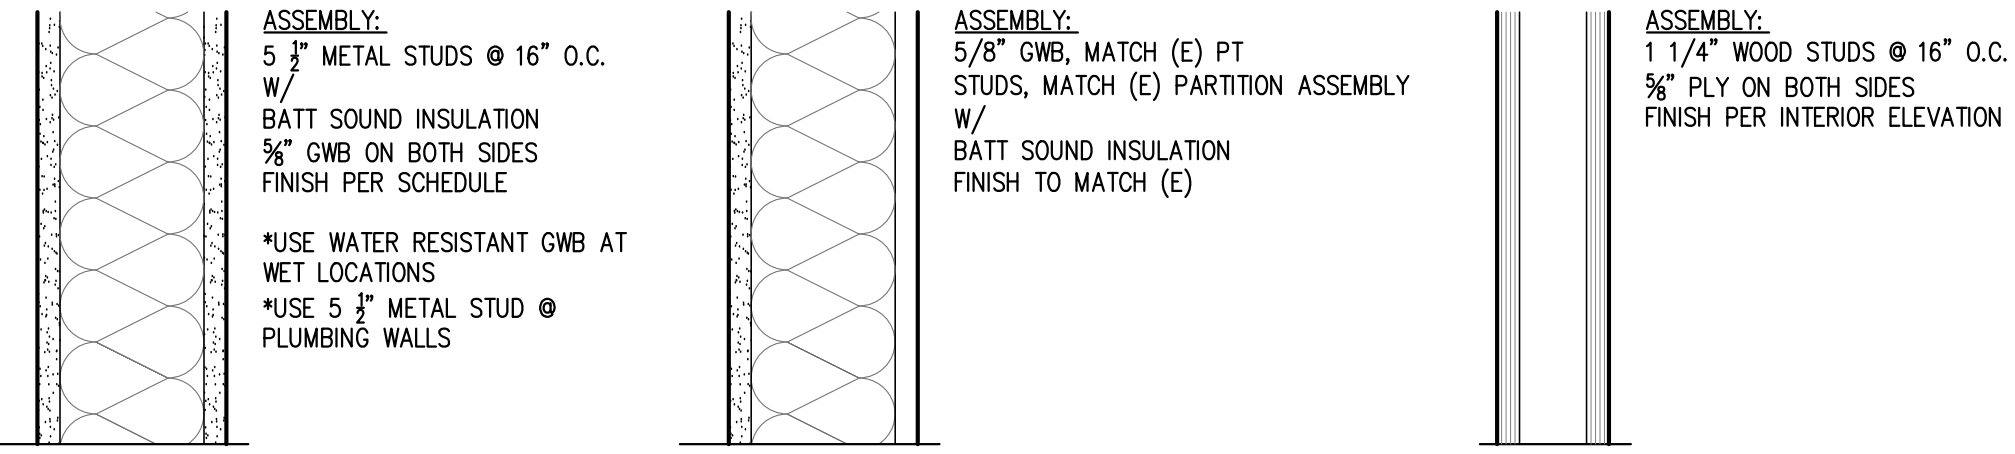 ASSEMBLY:
5 ½" METAL STUDS @ 16" O.C.
W/
BATT SOUND INSULATION
⅝" GWB ON BOTH SIDES
FINISH PER SCHEDULE
*USE WATER RESISTANT GWB AT
WET LOCATIONS
*USE 5 ½" METAL STUD @
PLUMBING WALLS
ASSEMBLY:
5/8" GWB, MATCH (E) PT
STUDS, MATCH (E) PARTITION ASSEMBLY
W/
BATT SOUND INSULATION
FINISH TO MATCH (E)
ASSEMBLY:
1 1/4" WOOD STUDS @ 16" O.C.
⅝" PLY ON BOTH SIDES
FINISH PER INTERIOR ELEVATION